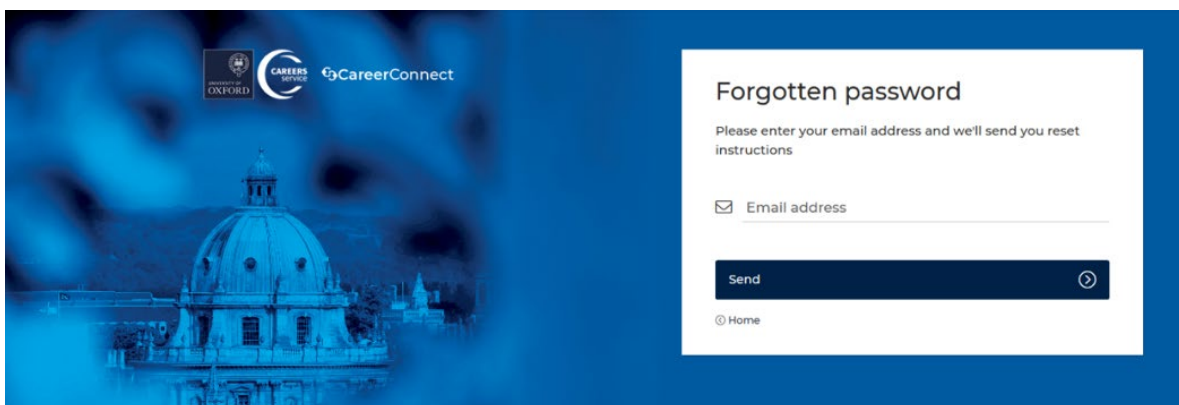 UNIVERSITY OF
OXFORD
CAREERS
service
CareerConnect
Forgotten password
Please enter your email address and we'll send you reset
instructions
Email address
Send
Home